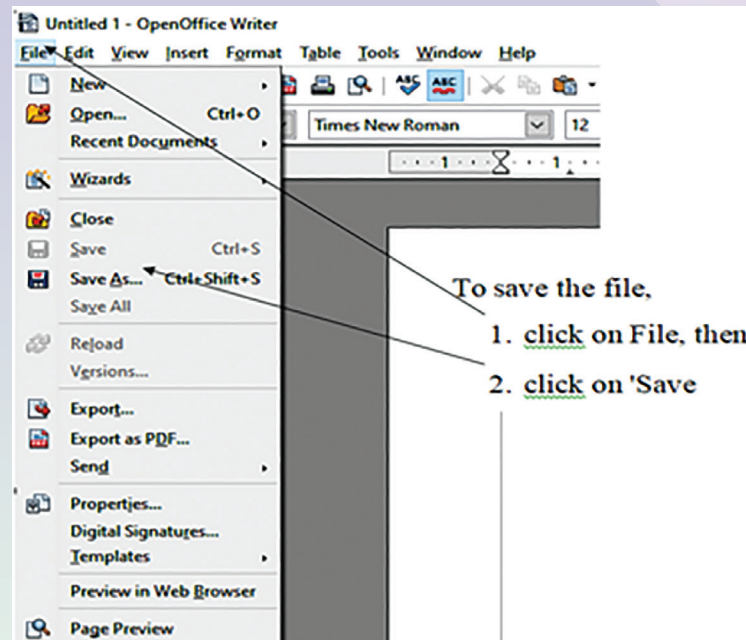 Untitled 1 - OpenOffice Writer
File Edit View Insert Format Table Tools Window Help
New
Open... Ctrl+O
Times New Roman 12
Recent Documents
1 1
Wizards
Close
Save Ctrl+S
Save As... Ctrl+Shift+S
Save All
Reload
Versions...
Export...
Export as PDF...
Send
Properties...
Digital Signatures...
Templates
Preview in Web Browser
Page Preview
To save the file,
1. click on File, then
2. click on 'Save